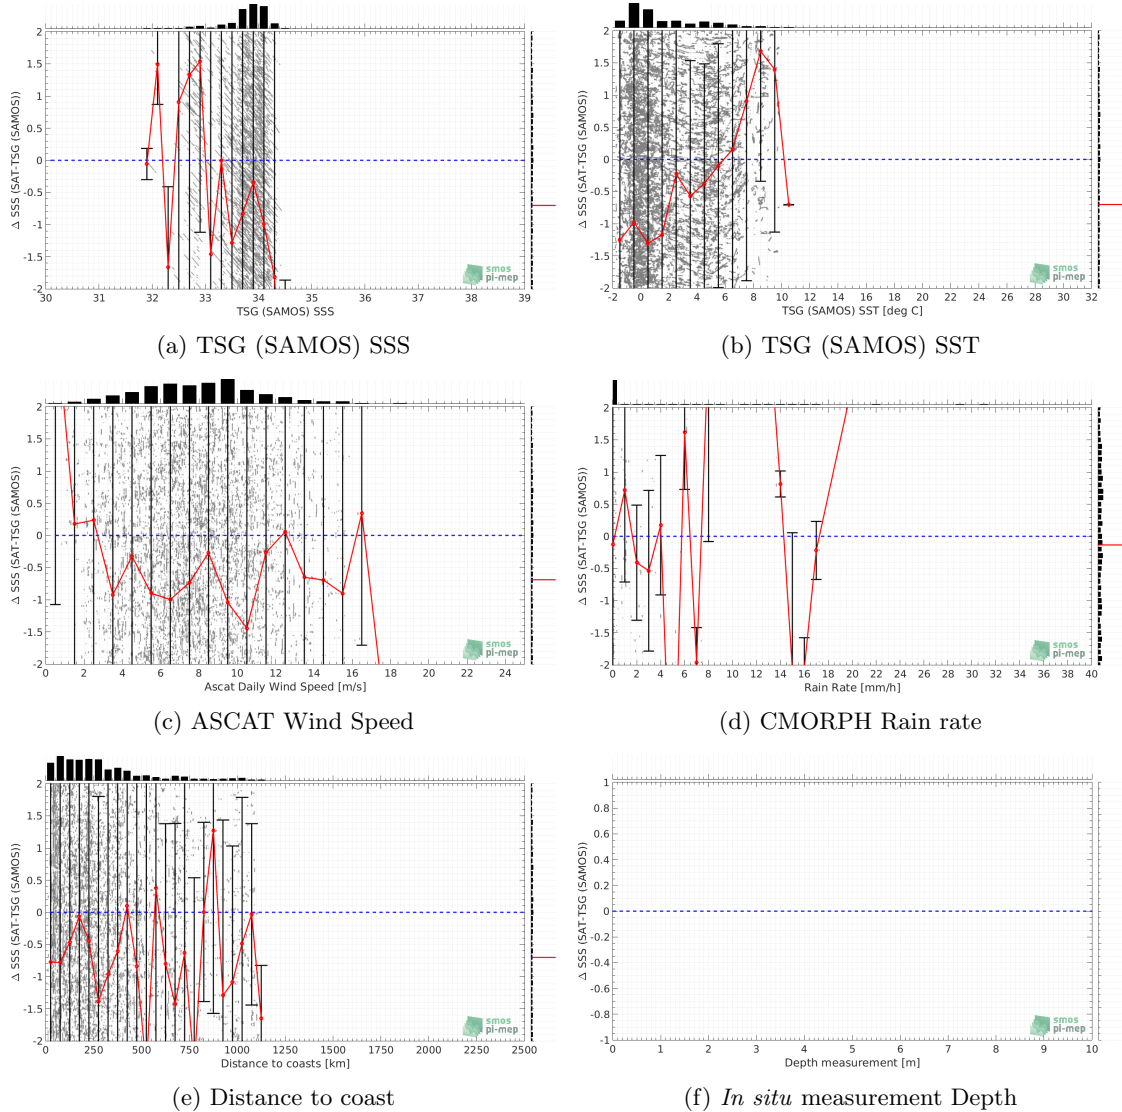 2
1.5
1
0.5
0
-0.5
-1
-1.5
-2
Δ SSS (SAT-TSG (SAMOS))
30 31 32 33 34 35 36 37 38 39
TSG (SAMOS) SSS
smos
pi-mep
(a) TSG (SAMOS) SSS
2
1.5
1
0.5
0
-0.5
-1
-1.5
-2
Δ SSS (SAT-TSG (SAMOS))
-2 0 2 4 6 8 10 12 14 16 18 20 22 24 26 28 30 32
TSG (SAMOS) SST [deg C]
smos
pi-mep
(b) TSG (SAMOS) SST
2
1.5
1
0.5
0
-0.5
-1
-1.5
-2
Δ SSS (SAT-TSG (SAMOS))
0 2 4 6 8 10 12 14 16 18 20 22 24
Ascat Daily Wind Speed [m/s]
smos
pi-mep
(c) ASCAT Wind Speed
2
1.5
1
0.5
0
-0.5
-1
-1.5
-2
Δ SSS (SAT-TSG (SAMOS))
0 2 4 6 8 10 12 14 16 18 20 22 24 26 28 30 32 34 36 38 40
Rain Rate [mm/h]
smos
pi-mep
(d) CMORPH Rain rate
2
1.5
1
0.5
0
-0.5
-1
-1.5
-2
Δ SSS (SAT-TSG (SAMOS))
0 250 500 750 1000 1250 1500 1750 2000 2250 2500
Distance to coasts [km]
smos
pi-mep
(e) Distance to coast
1
0.8
0.6
0.4
0.2
0
-0.2
-0.4
-0.6
-0.8
-1
Δ SSS (SAT-TSG (SAMOS))
0 1 2 3 4 5 6 7 8 9 10
Depth measurement [m]
smos
pi-mep
(f) In situ measurement Depth